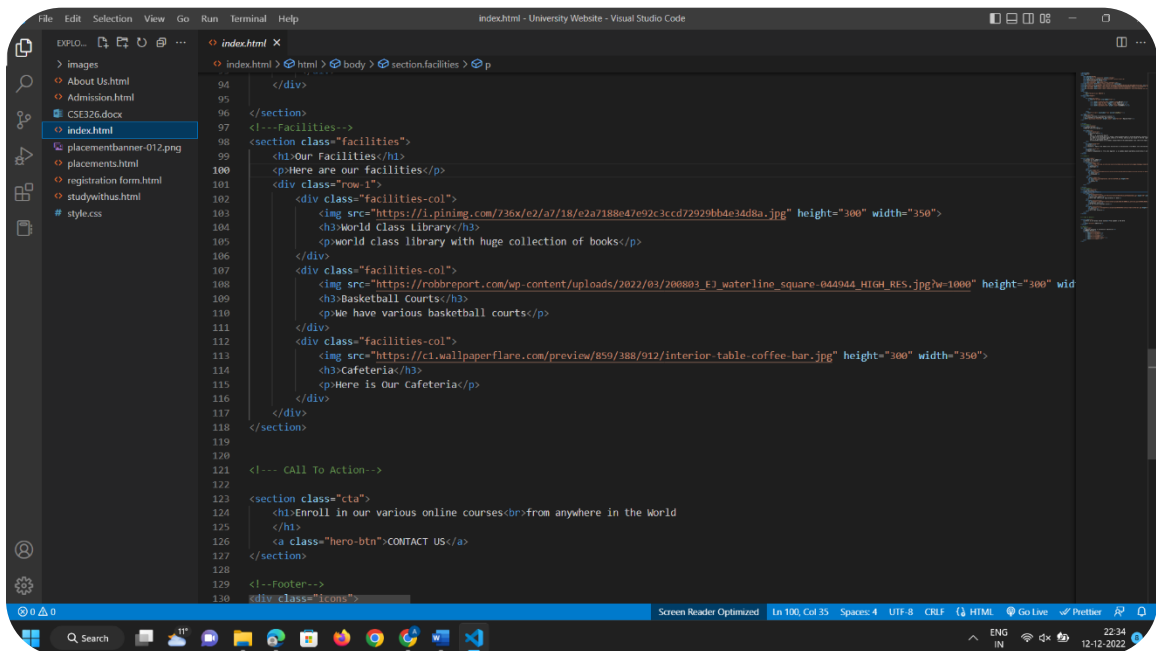 File Edit Selection View Go Run Terminal Help index.html - University Website - Visual Studio Code
EXPLO... index.html
images
About Us.html
Admission.html
CSE326.docx
index.html
placementbanner-012.png
placements.html
registration form.html
studywithus.html
style.css
index.html > html > body > section.facilities > p
94 </div>
95
96 </section>
97 <!---Facilities-->
98 <section class="facilities">
99 <h1>Our Facilities</h1>
100 <p>Here are our facilities</p>
101 <div class="row-1">
102 <div class="facilities-col">
103 <img src="https://i.pinimg.com/736x/e2/a7/18/e2a7188e47e92c3ccd72929bb4e34d8a.jpg" height="300" width="350">
104 <h3>World Class Library</h3>
105 <p>world class library with huge collection of books</p>
106 </div>
107 <div class="facilities-col">
108 <img src="https://robbreport.com/wp-content/uploads/2022/03/200803_EJ_waterline_square-044944_HIGH_RES.jpg?w=1000" height="300" wid
109 <h3>Basketball Courts</h3>
110 <p>We have various basketball courts</p>
111 </div>
112 <div class="facilities-col">
113 <img src="https://c1.wallpaperflare.com/preview/859/388/912/interior-table-coffee-bar.jpg" height="300" width="350">
114 <h3>Cafeteria</h3>
115 <p>Here is Our Cafeteria</p>
116 </div>
117 </div>
118 </section>
119
120
121 <!--- CAll To Action-->
122
123 <section class="cta">
124 <h1>Enroll in our various online courses<br>from anywhere in the World
125 </h1>
126 <a class="hero-btn">CONTACT US</a>
127 </section>
128
129 <!--Footer-->
130 <div class="icons">
0 0 Screen Reader Optimized Ln 100, Col 35 Spaces: 4 UTF-8 CRLF HTML Go Live Prettier
Search 11° ENG IN 22:34 12-12-2022